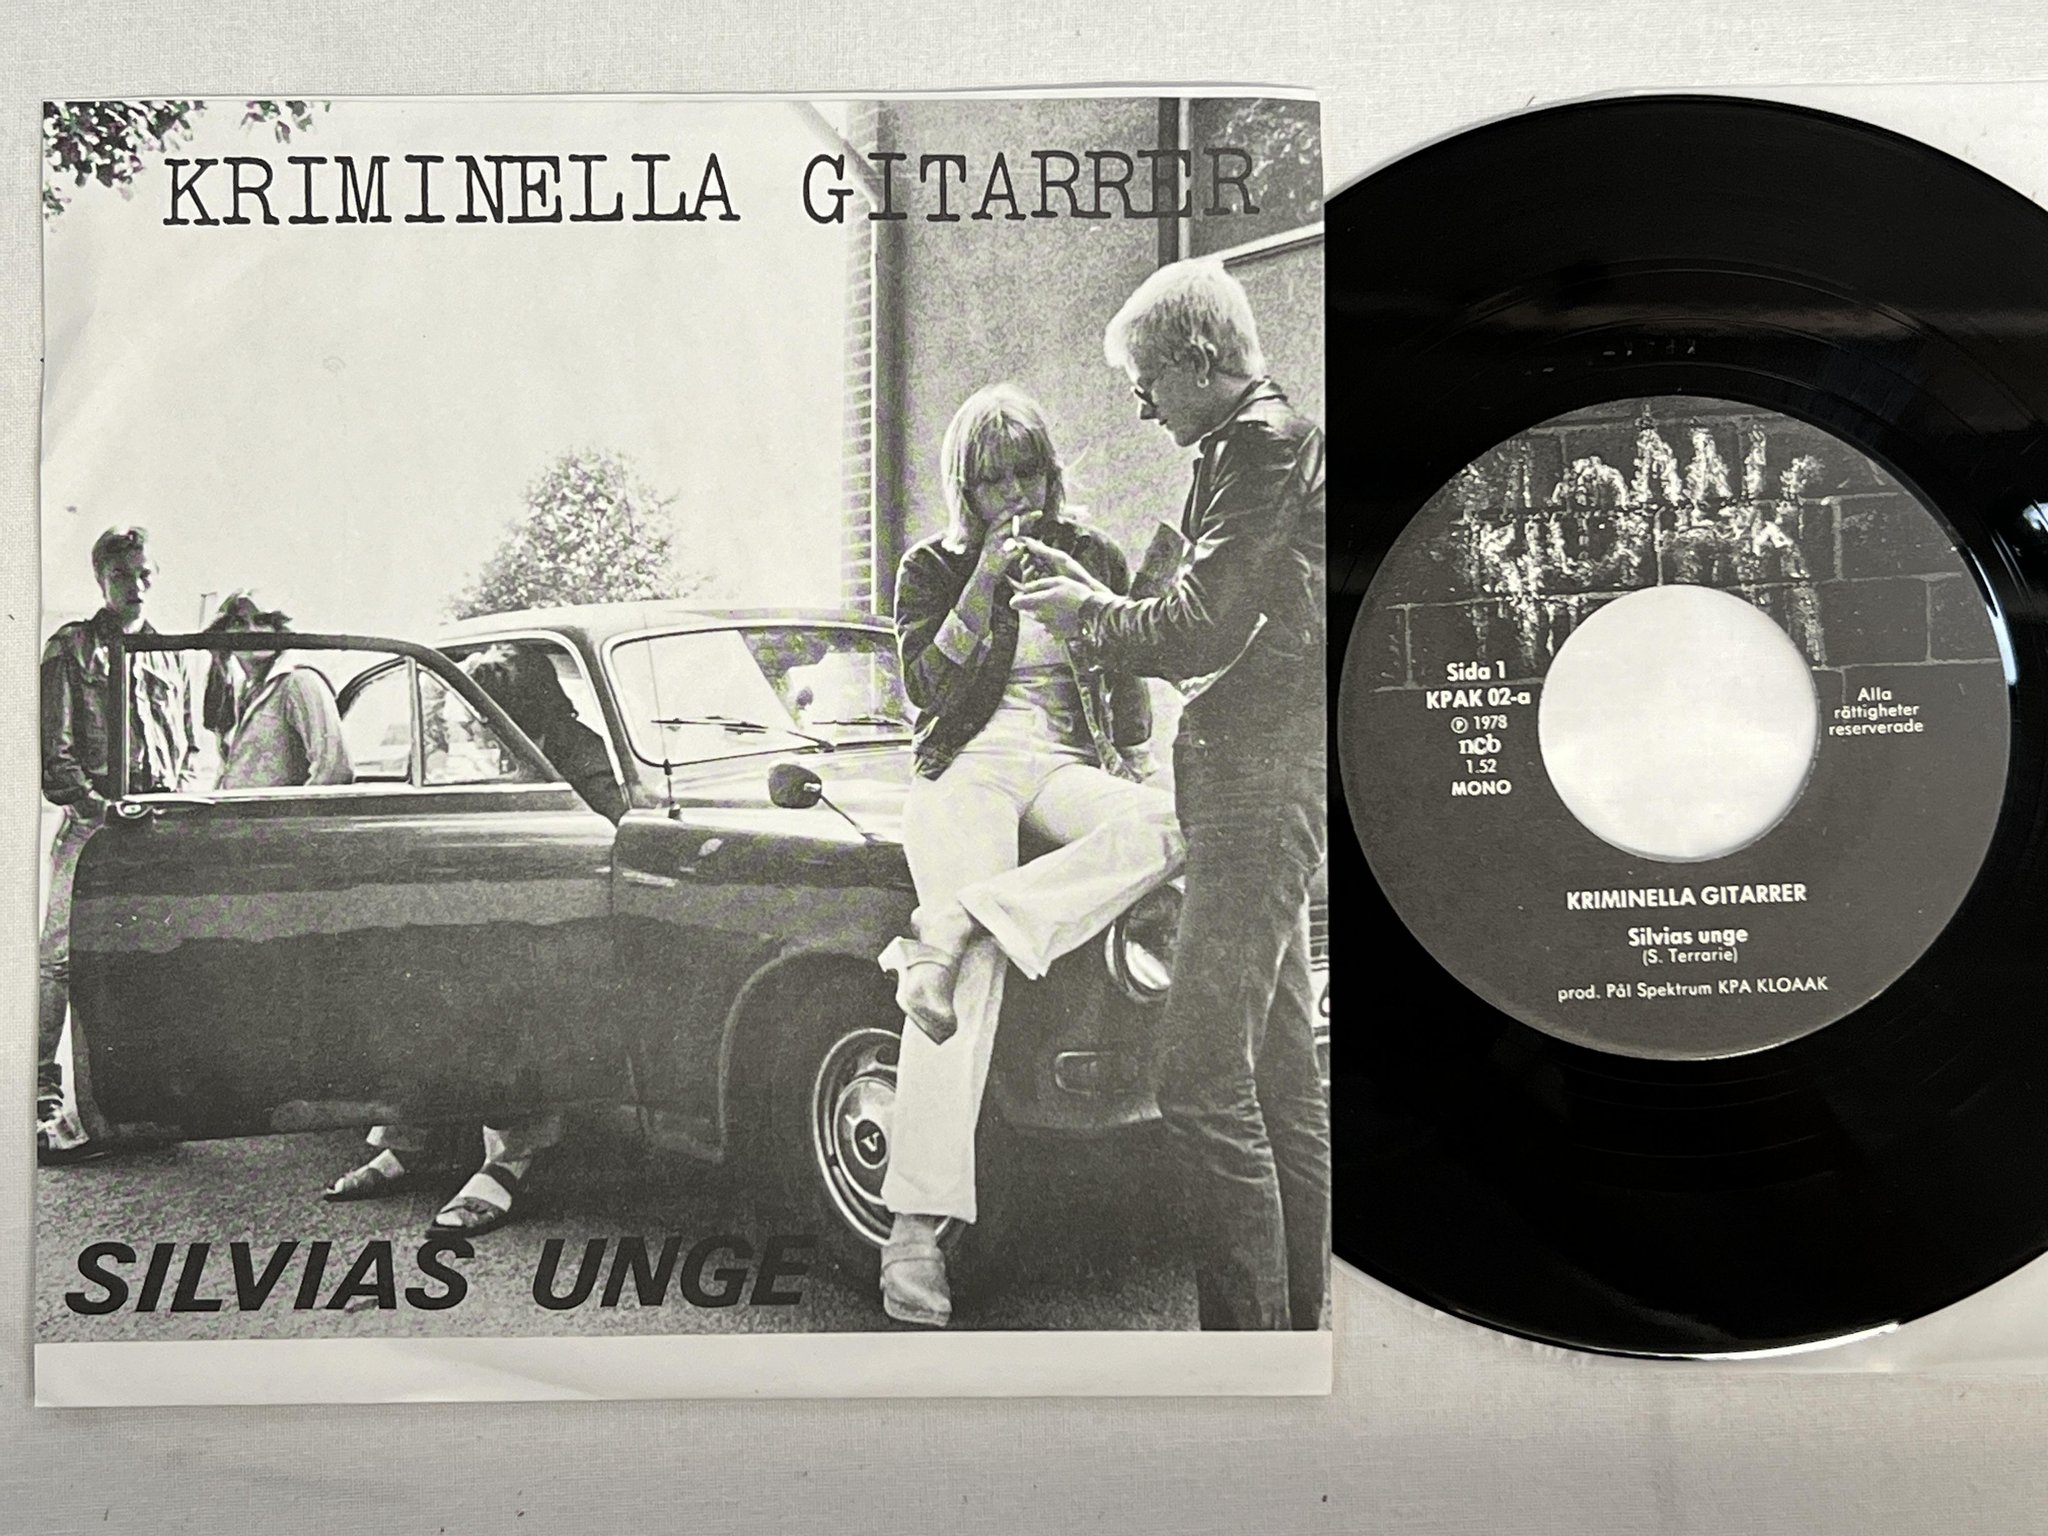 KRIMINELLA GITARRER
SILVIAS UNGE
Sida 1
KPAK 02-a
℗ 1978
ncb
1.52
MONO
Alla
rättigheter
reserverade
KRIMINELLA GITARRER
Silvias unge
(S. Terrarie)
prod. Pål Spektrum KPA KLOAAK